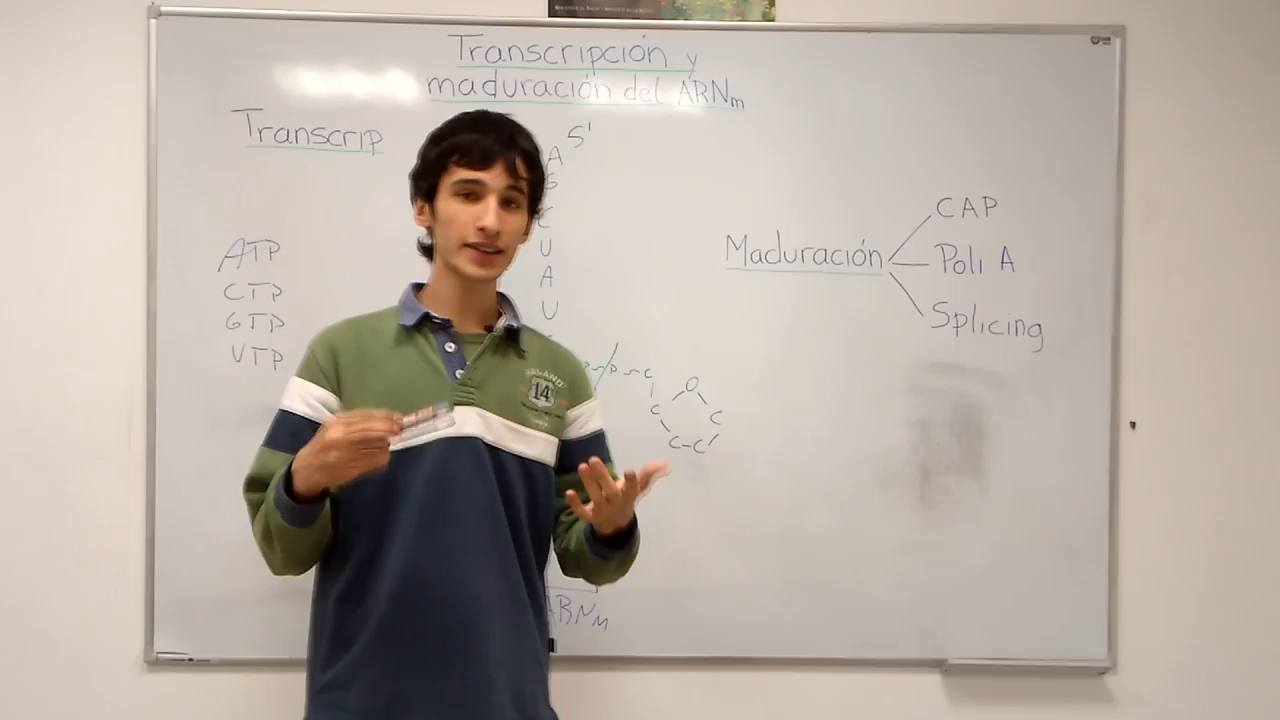 Transcripción y
maduración del ARNm
Transcrip
5'
A
G
C
U
A
U
ATP
CTP
GTP
UTP
Maduración
CAP
Poli A
Splicing
P~C
O
C
C
C-C
ARNm
14